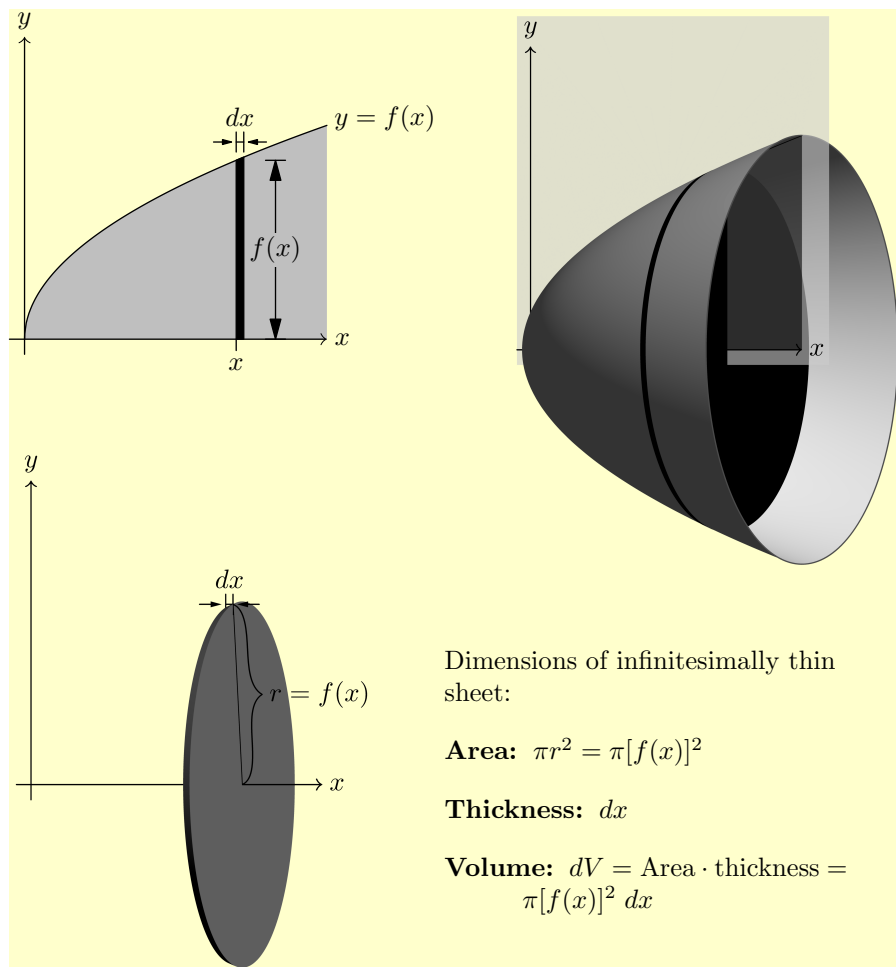 y
dx
y = f(x)
f(x)
x
x
y
x
y
dx
r = f(x)
x
Dimensions of infinitesimally thin
sheet:
Area: πr² = π[f(x)]²
Thickness: dx
Volume: dV = Area · thickness =
π[f(x)]² dx